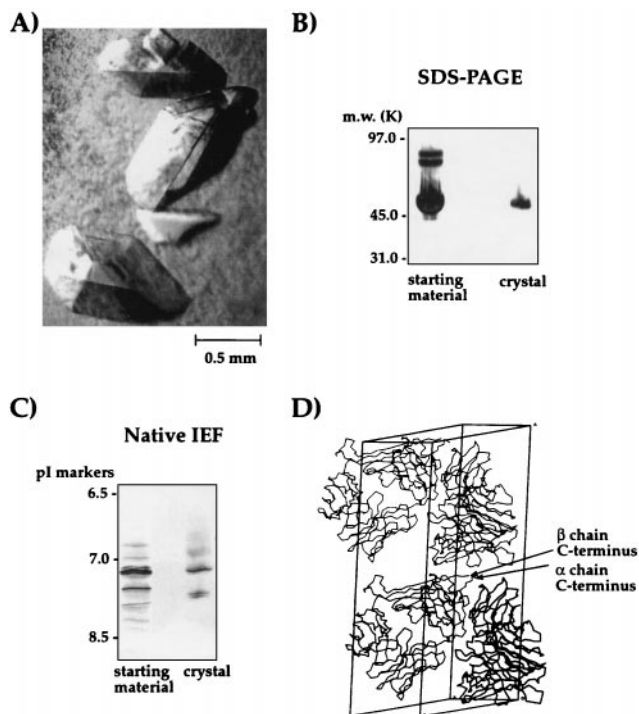 A)
0.5 mm
B)
SDS-PAGE
m.w. (K)
97.0
45.0
31.0
starting
material
crystal
C)
Native IEF
pI markers
6.5
7.0
8.5
starting
material
crystal
D)
β chain
C-terminus
α chain
C-terminus